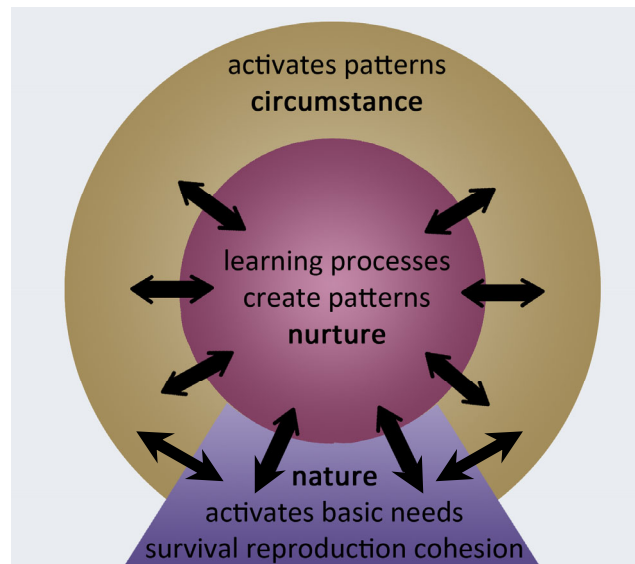 activates patterns
circumstance
learning processes
create patterns
nurture
nature
activates basic needs
survival reproduction cohesion